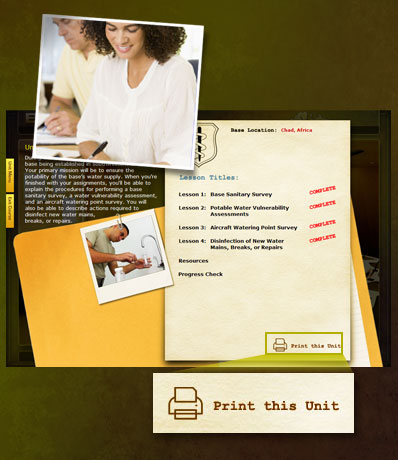 Un
D
base being established in
Your primary mission will be to ensure the
potability of the base's water supply. When you're
finished with your assignments, you'll be able to
explain the procedures for performing a base
sanitary survey, a water vulnerability assessment,
and an aircraft watering point survey. You will
also be able to describe actions required to
disinfect new water mains,
breaks, or repairs.
Unit Menu
Exit Course
Base Location: Chad, Africa
Lesson Titles:
Lesson 1: Base Sanitary Survey COMPLETE
Lesson 2: Potable Water Vulnerability
Assessments COMPLETE
Lesson 3: Aircraft Watering Point Survey COMPLETE
Lesson 4: Disinfection of New Water
Mains, Breaks, or Repairs COMPLETE
Resources
Progress Check
Print this Unit
Print this Unit